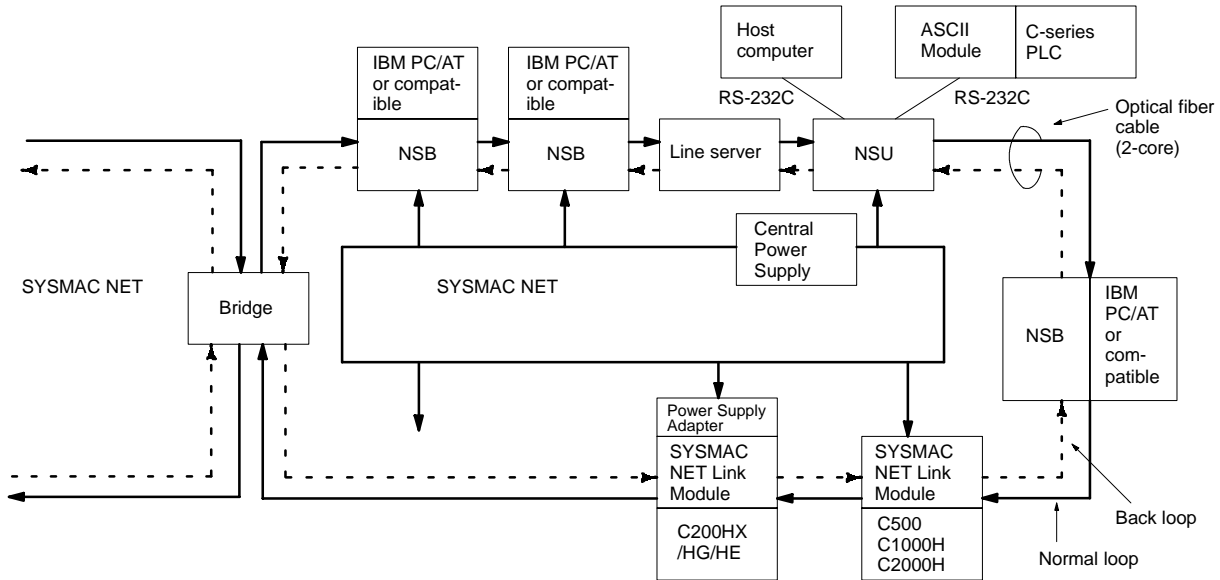 Host
computer
ASCII
Module
C-series
PLC
IBM PC/AT
or compat-
ible
IBM PC/AT
or compat-
ible
RS-232C
RS-232C
Optical fiber
cable
(2-core)
NSB
NSB
Line server
NSU
Central
Power
Supply
SYSMAC NET
Bridge
SYSMAC NET
NSB
IBM
PC/AT
or
com-
patible
Power Supply
Adapter
SYSMAC
NET Link
Module
C200HX
/HG/HE
SYSMAC
NET Link
Module
C500
C1000H
C2000H
Back loop
Normal loop